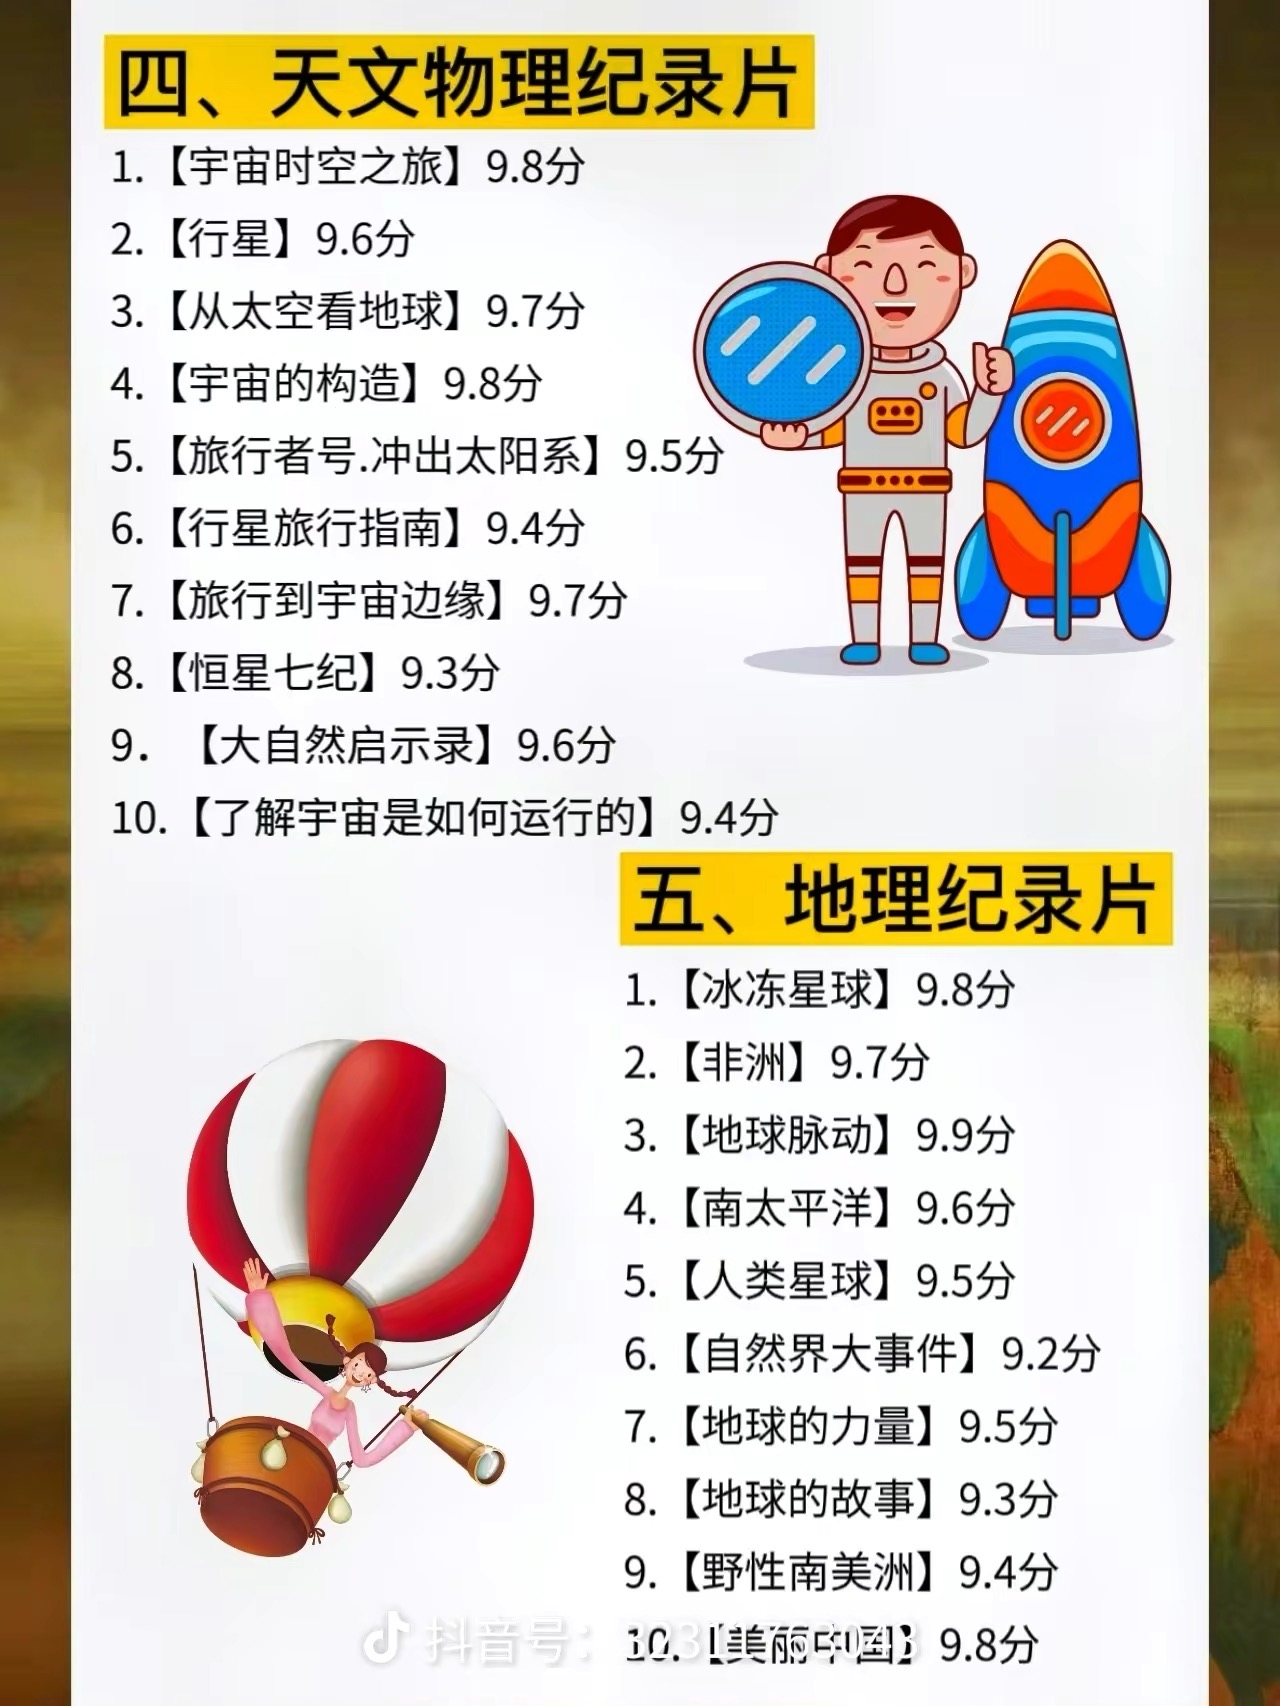 四、天文物理纪录片
1.【宇宙时空之旅】9.8分
2.【行星】9.6分
3.【从太空看地球】9.7分
4.【宇宙的构造】9.8分
5.【旅行者号.冲出太阳系】9.5分
6.【行星旅行指南】9.4分
7.【旅行到宇宙边缘】9.7分
8.【恒星七纪】9.3分
9. 【大自然启示录】9.6分
10.【了解宇宙是如何运行的】9.4分
五、地理纪录片
1.【冰冻星球】9.8分
2.【非洲】9.7分
3.【地球脉动】9.9分
4.【南太平洋】9.6分
5.【人类星球】9.5分
6.【自然界大事件】9.2分
7.【地球的力量】9.5分
8.【地球的故事】9.3分
9.【野性南美洲】9.4分
10.【美丽中国】9.8分
抖音号：